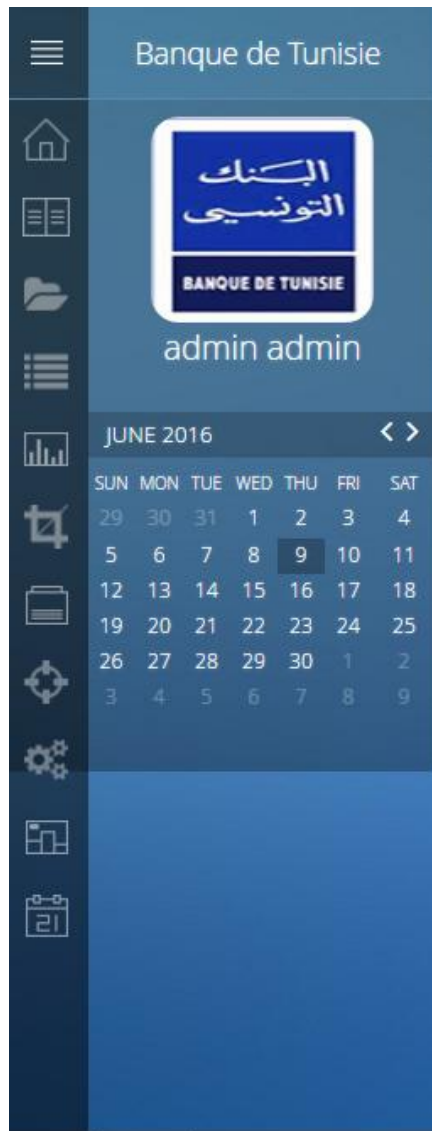 Banque de Tunisie
البنك
التونسي
BANQUE DE TUNISIE
admin admin
JUNE 2016
SUN MON TUE WED THU FRI SAT
29 30 31 1 2 3 4
5 6 7 8 9 10 11
12 13 14 15 16 17 18
19 20 21 22 23 24 25
26 27 28 29 30 1 2
3 4 5 6 7 8 9
21